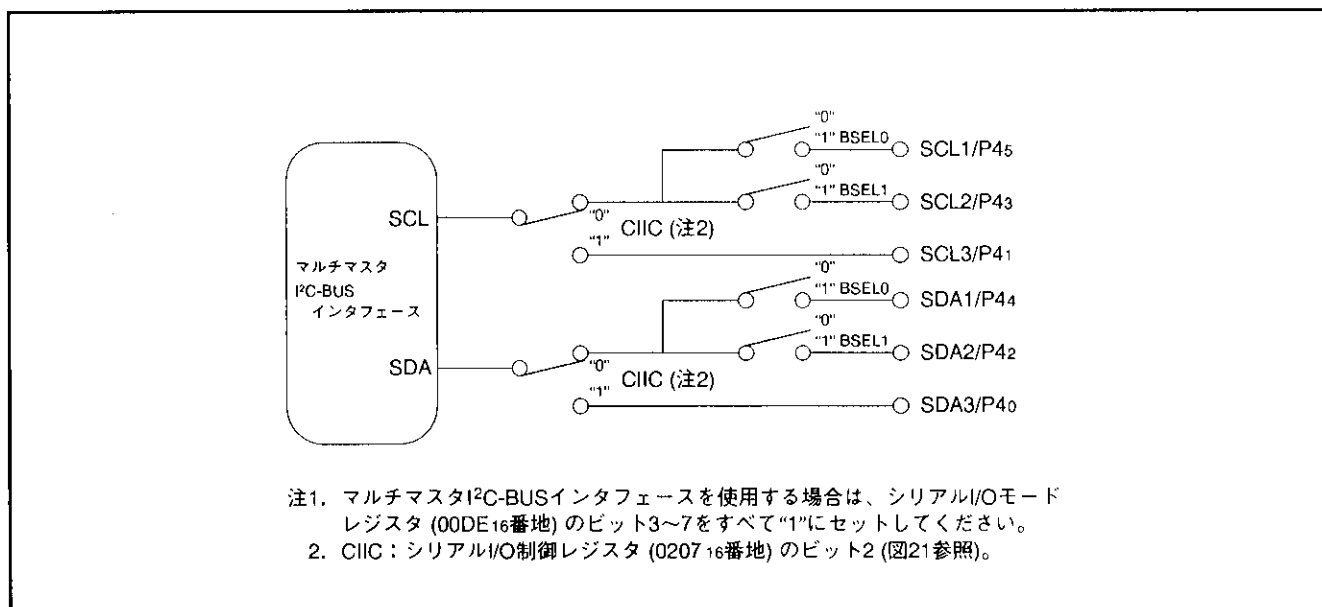 "0"
"1" BSEL0
SCL1/P45
"0"
"1" BSEL1
SCL2/P43
SCL
"0"
CIIC (注2)
"1"
SCL3/P41
マルチマスタ
I²C-BUS
インタフェース
"0"
"1" BSEL0
SDA1/P44
"0"
"1" BSEL1
SDA2/P42
SDA
"0"
CIIC (注2)
"1"
SDA3/P40
注1. マルチマスタI²C-BUSインタフェースを使用する場合は、シリアルI/Oモード
レジスタ (00DE16番地) のビット3~7をすべて"1"にセットしてください。
2. CIIC:シリアルI/O制御レジスタ (020716番地) のビット2 (図21参照)。